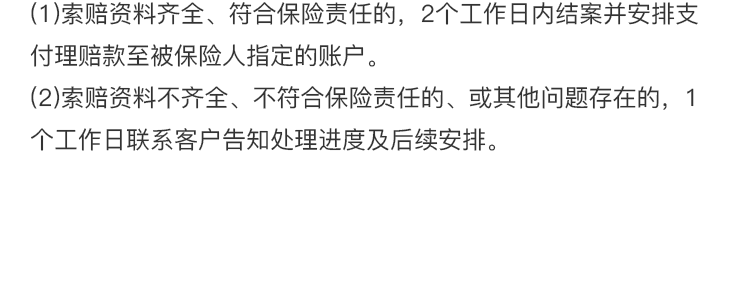 (1)索赔资料齐全、符合保险责任的，2个工作日内结案并安排支
付理赔款至被保险人指定的账户。
(2)索赔资料不齐全、不符合保险责任的、或其他问题存在的，1
个工作日联系客户告知处理进度及后续安排。